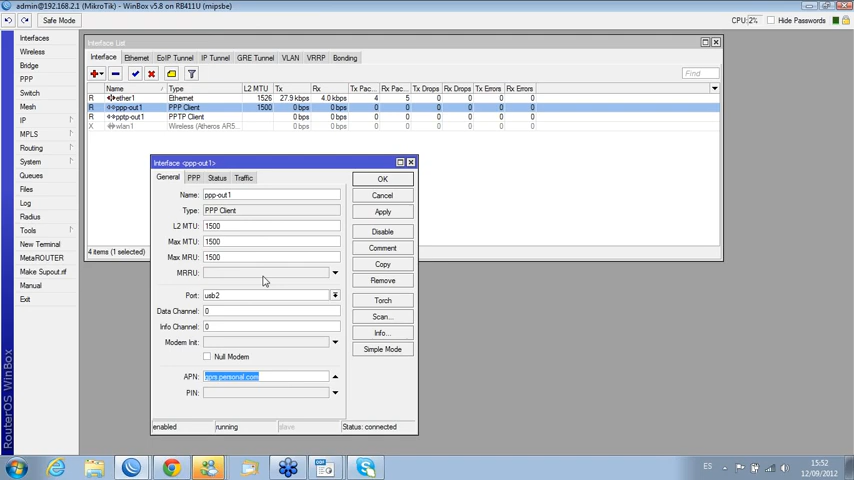 admin@192.168.2.1 (MikroTik) - WinBox v5.8 on RB411U (mipsbe)
Safe Mode
CPU: 2%
Hide Passwords
RouterOS WinBox
Interfaces
Wireless
Bridge
PPP
Switch
Mesh
IP
MPLS
Routing
System
Queues
Files
Log
Radius
Tools
New Terminal
MetaROUTER
Make Supout.rif
Manual
Exit
Interface List
Interface Ethernet EoIP Tunnel IP Tunnel GRE Tunnel VLAN VRRP Bonding
Find
Name Type L2 MTU Tx Rx Tx Pac... Rx Pac... Tx Drops Rx Drops Tx Errors Rx Errors
R ether1 Ethernet 1526 27.9 kbps 4.0 kbps 4 5 0 0 0 0
R ppp-out1 PPP Client 1500 0 bps 0 bps 0 0 0 0 0 0
R pptp-out1 PPTP Client 0 bps 0 bps 0 0 0 0 0 0
X wlan1 Wireless (Atheros AR5... 0 bps 0 bps 0 0 0 0 0 0
4 items (1 selected)
Interface <ppp-out1>
General PPP Status Traffic
Name: ppp-out1
Type: PPP Client
L2 MTU: 1500
Max MTU: 1500
Max MRU: 1500
MRRU:
Port: usb2
Data Channel: 0
Info Channel: 0
Modem Init:
Null Modem
APN: gprs.personal.com
PIN:
OK
Cancel
Apply
Disable
Comment
Copy
Remove
Torch
Scan...
Info...
Simple Mode
enabled running slave Status: connected
ES
15:52
12/09/2012